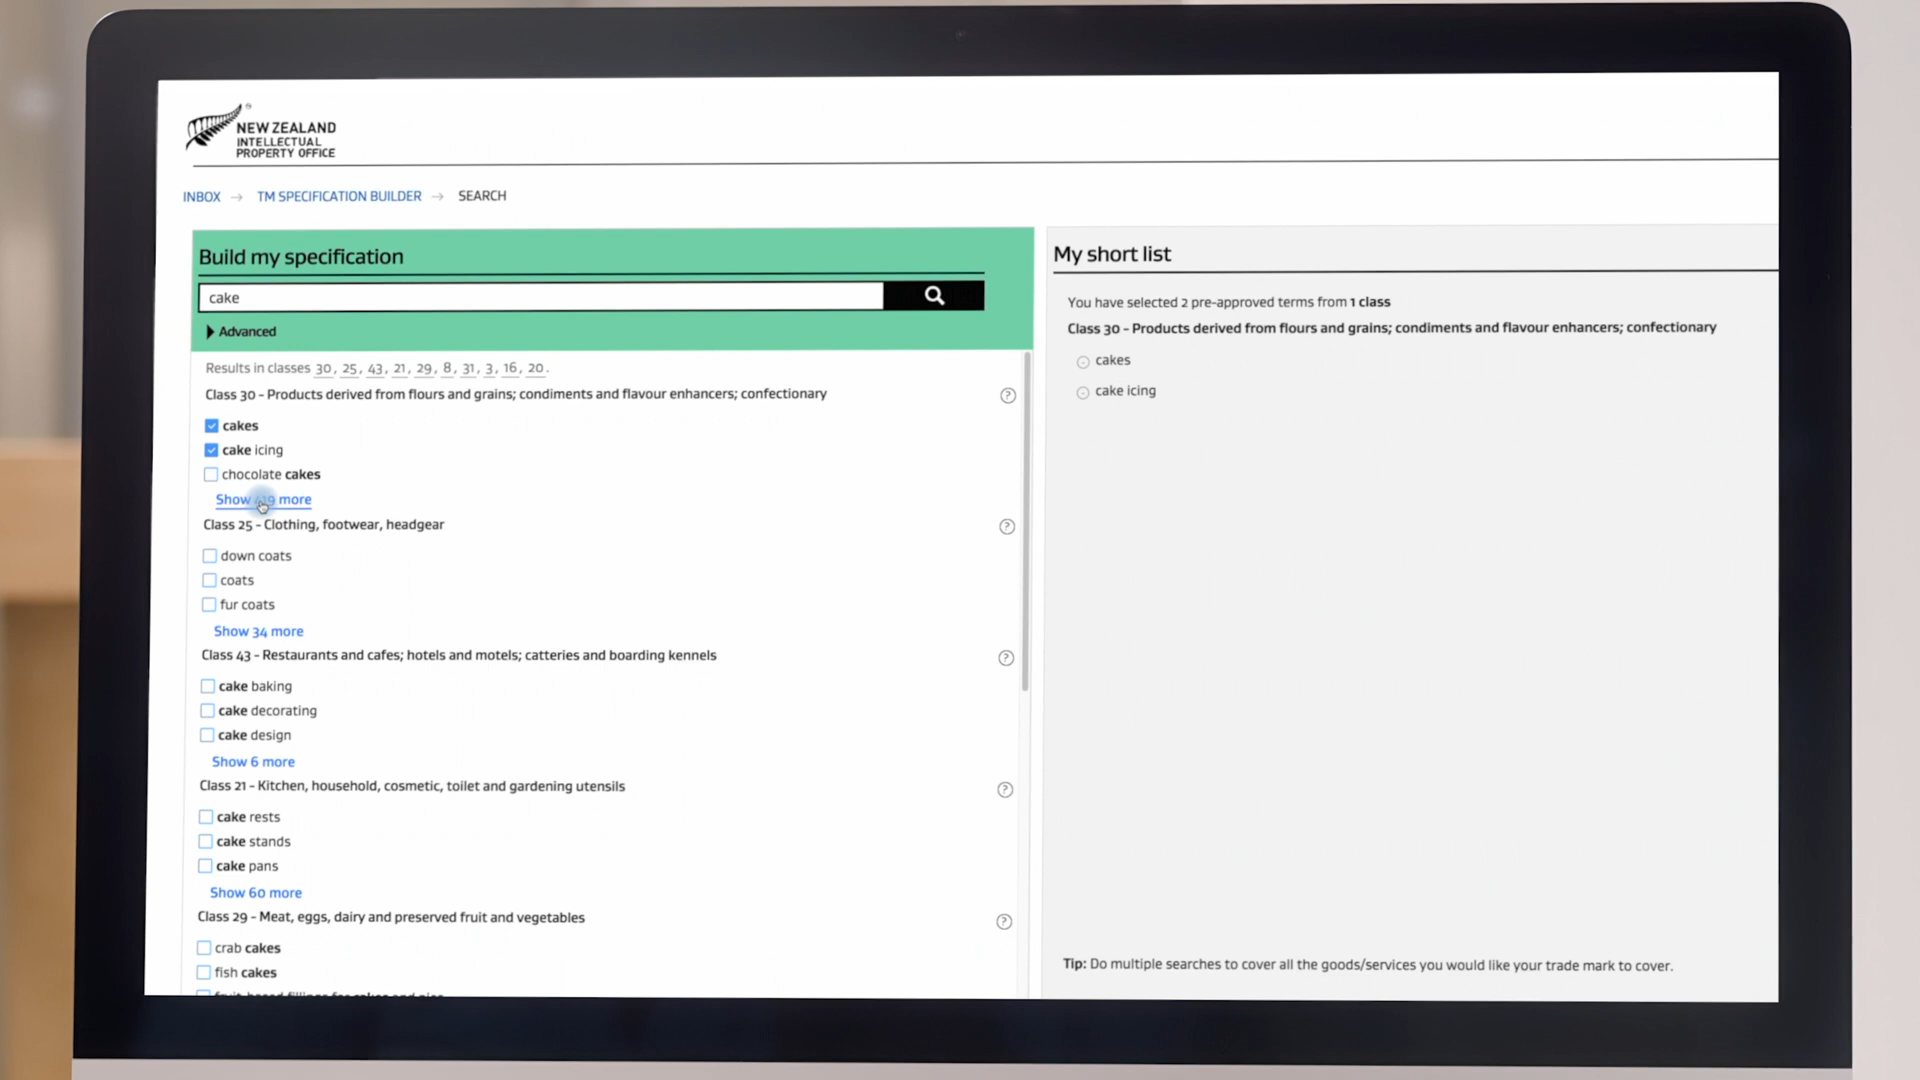 NEW ZEALAND
INTELLECTUAL
PROPERTY OFFICE
INBOX → TM SPECIFICATION BUILDER → SEARCH
Build my specification
cake
Advanced
Results in classes 30, 25, 43, 21, 29, 8, 31, 3, 16, 20.
Class 30 - Products derived from flours and grains; condiments and flavour enhancers; confectionary
cakes
cake icing
chocolate cakes
Show more
Class 25 - Clothing, footwear, headgear
down coats
coats
fur coats
Show 34 more
Class 43 - Restaurants and cafes; hotels and motels; catteries and boarding kennels
cake baking
cake decorating
cake design
Show 6 more
Class 21 - Kitchen, household, cosmetic, toilet and gardening utensils
cake rests
cake stands
cake pans
Show 60 more
Class 29 - Meat, eggs, dairy and preserved fruit and vegetables
crab cakes
fish cakes
My short list
You have selected 2 pre-approved terms from 1 class
Class 30 - Products derived from flours and grains; condiments and flavour enhancers; confectionary
cakes
cake icing
Tip: Do multiple searches to cover all the goods/services you would like your trade mark to cover.